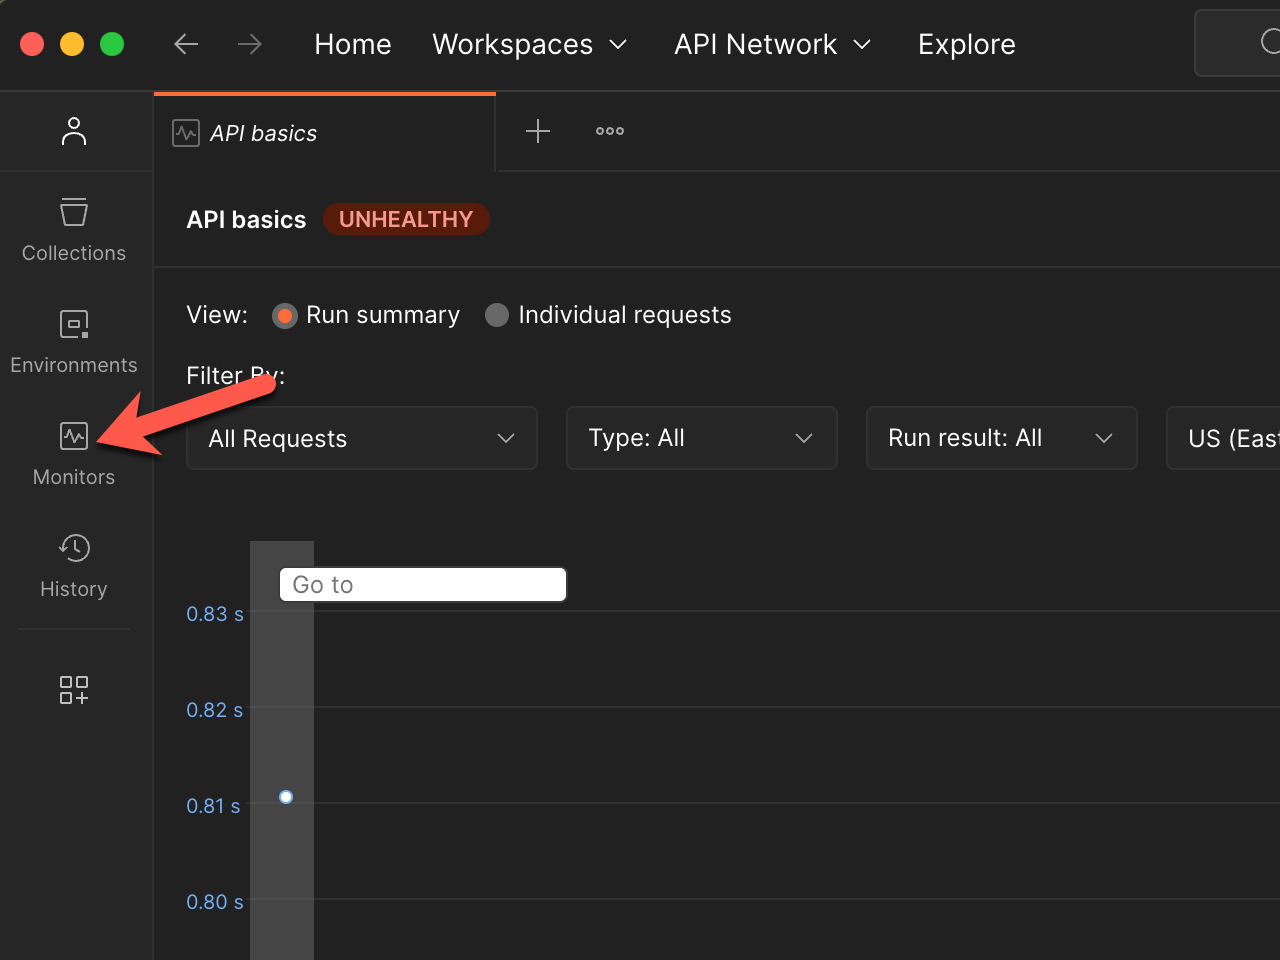 Home Workspaces API Network Explore
API basics
API basics UNHEALTHY
Collections
View: Run summary Individual requests
Environments
Filter By:
All Requests Type: All Run result: All US (East
Monitors
History
Go to
0.83 s
0.82 s
0.81 s
0.80 s